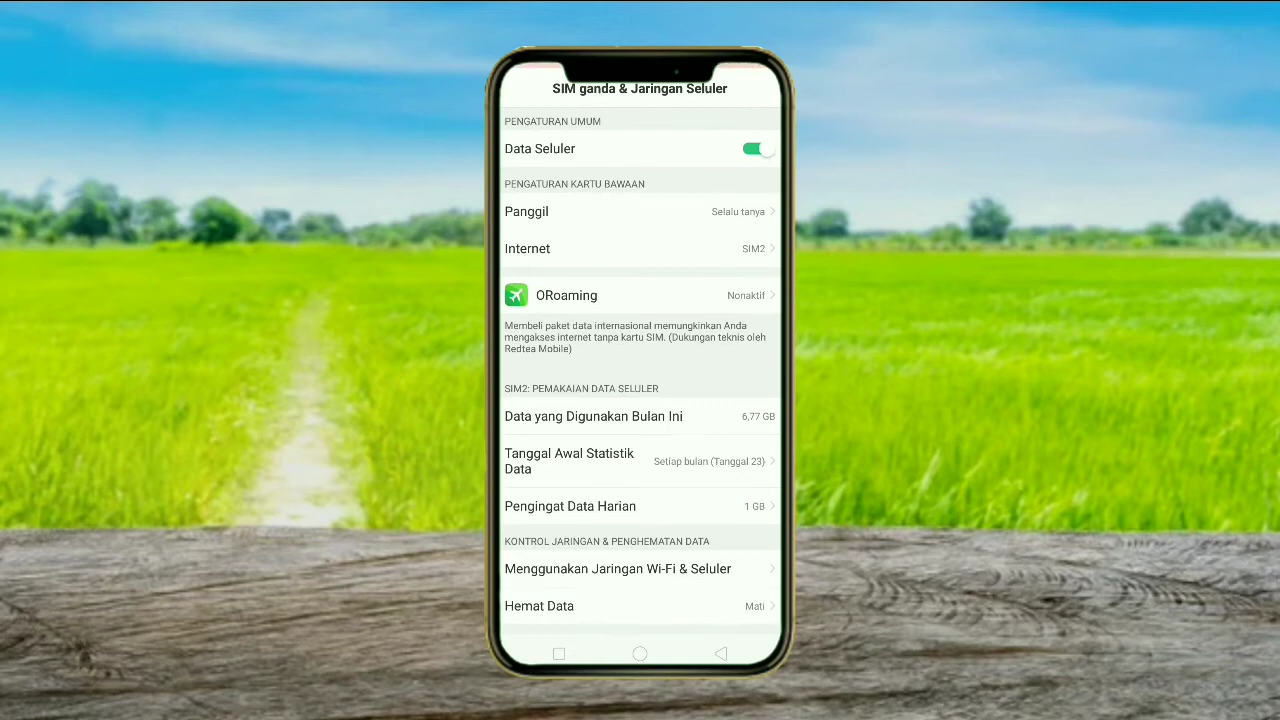 SIM ganda & Jaringan Seluler
PENGATURAN UMUM
Data Seluler
PENGATURAN KARTU BAWAAN
Panggil Selalu tanya
Internet SIM2
ORoaming Nonaktif
Membeli paket data internasional memungkinkan Anda
mengakses internet tanpa kartu SIM. (Dukungan teknis oleh
Redtea Mobile)
SIM2: PEMAKAIAN DATA SELULER
Data yang Digunakan Bulan Ini 6,77 GB
Tanggal Awal Statistik
Data Setiap bulan (Tanggal 23)
Pengingat Data Harian 1 GB
KONTROL JARINGAN & PENGHEMATAN DATA
Menggunakan Jaringan Wi-Fi & Seluler
Hemat Data Mati